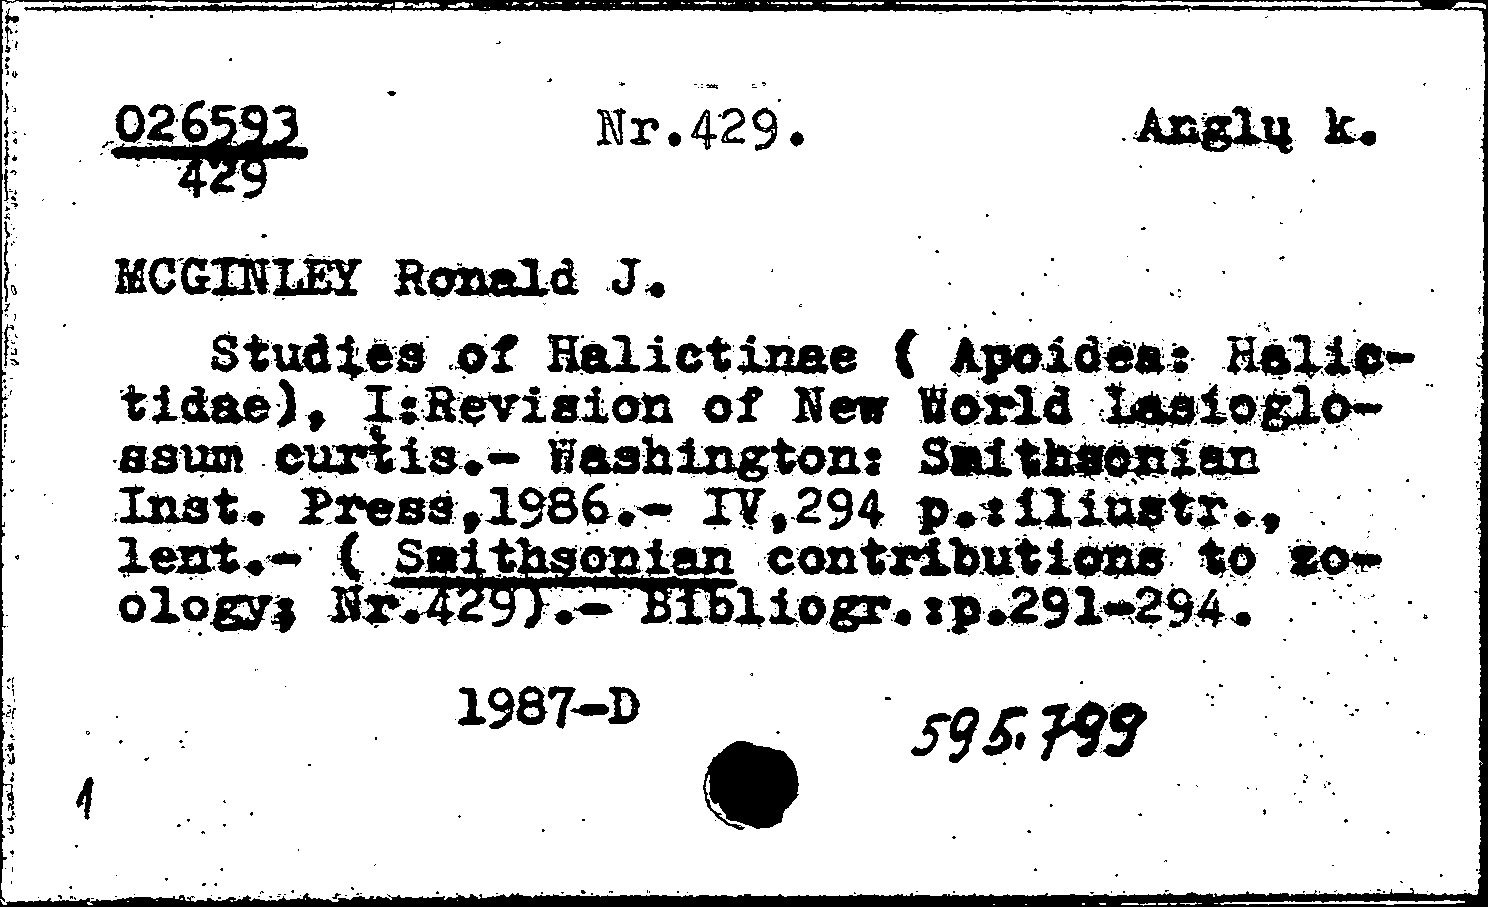 026593 Nr.429. Anglų k.
429
MCGINLEY Ronald J.
Studies of Halictinae ( Apoidea: Halic-
tidae), I:Revision of New World Lasioglo-
ssum curtis.- Washington: Smithsonian
Inst. Press,1986.- IV,294 p.:iliustr.,
lent.- ( Smithsonian contributions to zo-
ology; Nr.429).- Bibliogr.:p.291-294.
1987-D
595.799
1